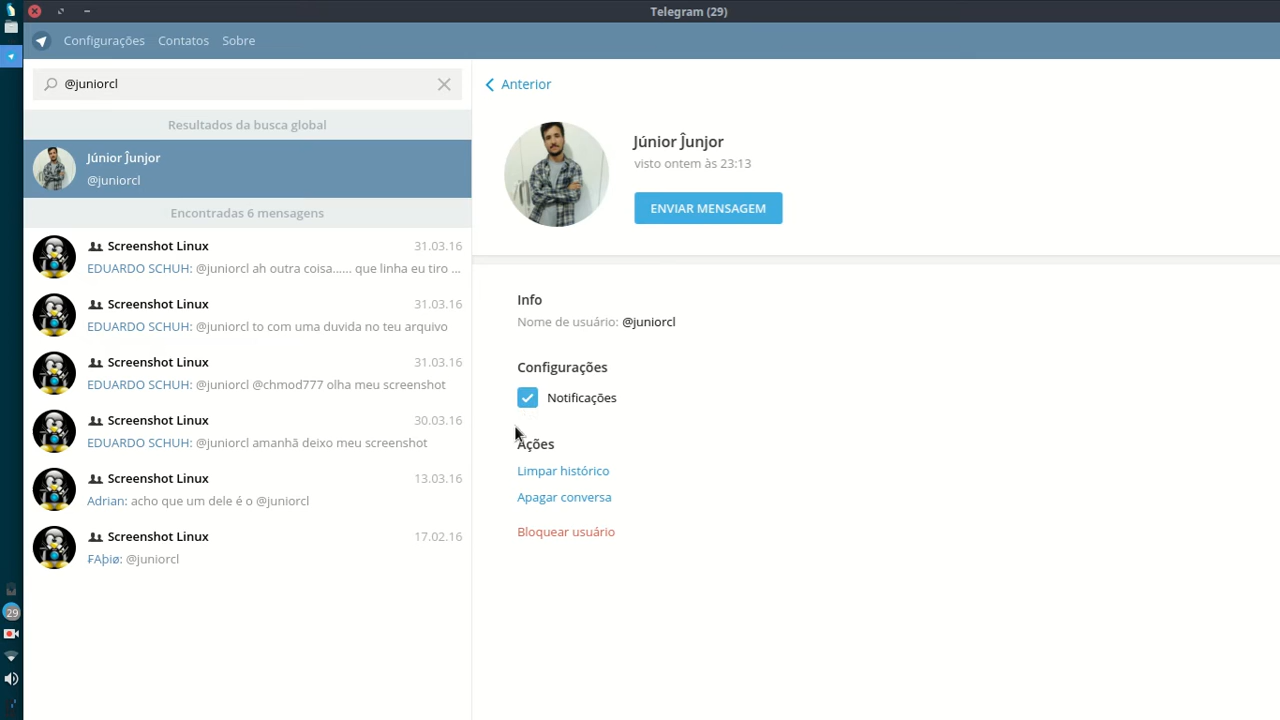 Telegram (29)
Configurações Contatos Sobre
@juniorcl
Resultados da busca global
Júnior Ĵunjor
@juniorcl
Encontradas 6 mensagens
Screenshot Linux 31.03.16
EDUARDO SCHUH: @juniorcl ah outra coisa...... que linha eu tiro ...
Screenshot Linux 31.03.16
EDUARDO SCHUH: @juniorcl to com uma duvida no teu arquivo
Screenshot Linux 31.03.16
EDUARDO SCHUH: @juniorcl @chmod777 olha meu screenshot
Screenshot Linux 30.03.16
EDUARDO SCHUH: @juniorcl amanhã deixo meu screenshot
Screenshot Linux 13.03.16
Adrian: acho que um dele é o @juniorcl
Screenshot Linux 17.02.16
₣Aþiø: @juniorcl
Anterior
Júnior Ĵunjor
visto ontem às 23:13
ENVIAR MENSAGEM
Info
Nome de usuário: @juniorcl
Configurações
Notificações
Ações
Limpar histórico
Apagar conversa
Bloquear usuário
29